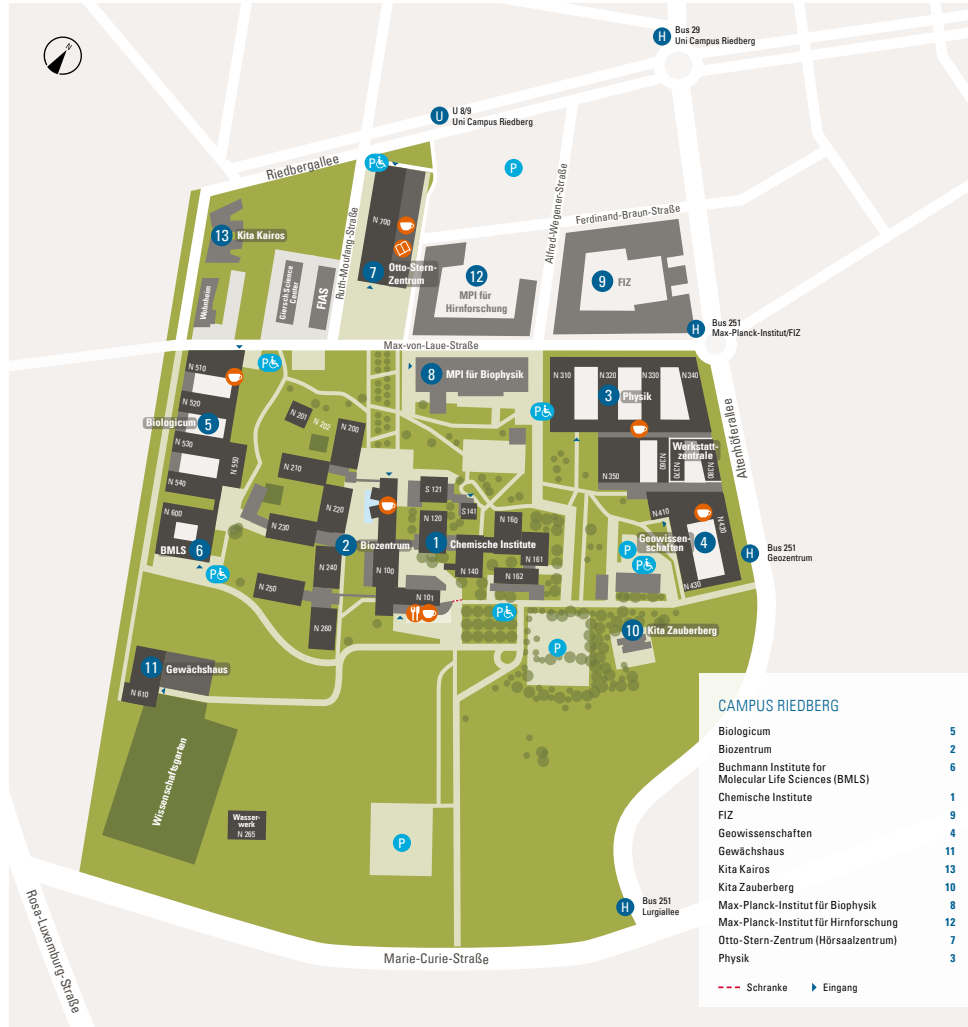 N
H
Bus 29
Uni Campus Riedberg
U
U 8/9
Uni Campus Riedberg
Riedbergallee
P
P
Alfred-Wegener-Straße
Ruth-Moufang-Straße
N 700
Ferdinand-Braun-Straße
13 Kita Kairos
7 Otto-Stern-
Zentrum
12
MPI für
Hirnforschung
9 FIZ
Wohnheim
Giersch Science
Center
FIAS
H
Bus 251
Max-Planck-Institut/FIZ
Max-von-Laue-Straße
Altenhöferallee
P
N 510
8 MPI für Biophysik
N 310
N 320
N 330
N 340
3 Physik
N 520
Biologicum 5
N 201
N 202
N 200
P
N 530
N 550
N 540
N 210
Werkstatt-
zentrale
N 350
N 360
N 370
N 380
N 600
BMLS 6
N 220
N 230
S 121
S 141
N 120
N 160
N 161
N 410
N 420
2 Biozentrum
1 Chemische Institute
Geowissen-
schaften 4
P
P
H
Bus 251
Geozentrum
P
N 240
N 100
N 140
N 162
N 250
N 101
N 430
N 260
P
P
10 Kita Zauberberg
11 Gewächshaus
N 610
Wissenschaftsgarten
Wasser-
werk
N 265
P
H
Bus 251
Lurgiallee
Rosa-Luxemburg-Straße
Marie-Curie-Straße
CAMPUS RIEDBERG
Biologicum 5
Biozentrum 2
Buchmann Institute for 6
Molecular Life Sciences (BMLS)
Chemische Institute 1
FIZ 9
Geowissenschaften 4
Gewächshaus 11
Kita Kairos 13
Kita Zauberberg 10
Max-Planck-Institut für Biophysik 8
Max-Planck-Institut für Hirnforschung 12
Otto-Stern-Zentrum (Hörsaalzentrum) 7
Physik 3
Schranke Eingang